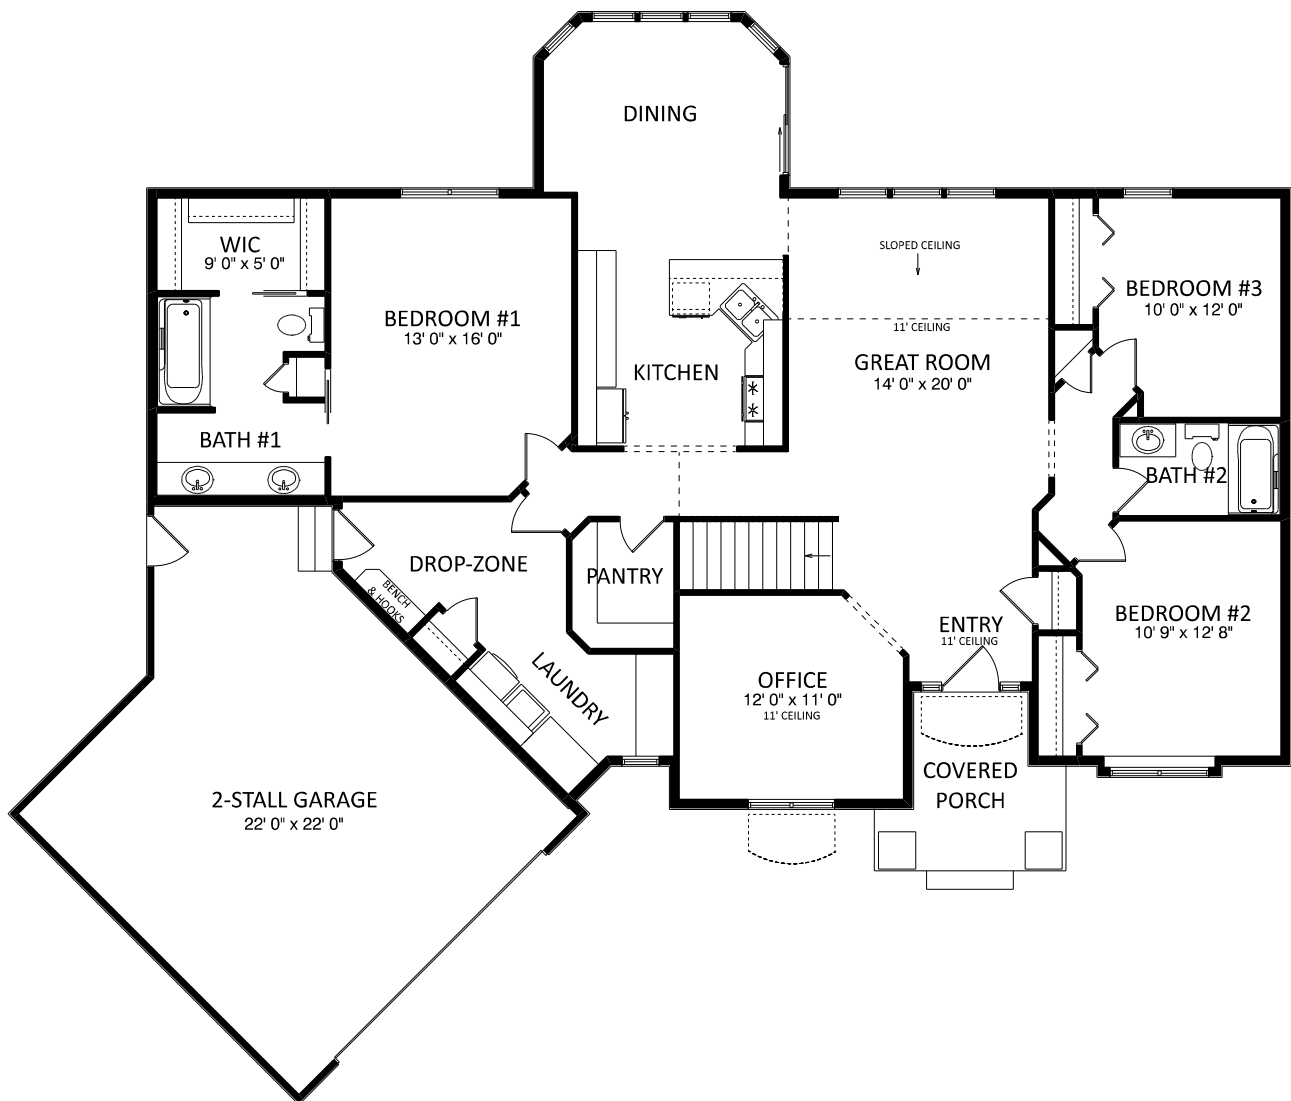 DINING
WIC
9' 0" x 5' 0"
SLOPED CEILING
BEDROOM #3
10' 0" x 12' 0"
BEDROOM #1
13' 0" x 16' 0"
11' CEILING
GREAT ROOM
14' 0" x 20' 0"
KITCHEN
BATH #1
BATH #2
DROP-ZONE
PANTRY
BENCH
& HOOKS
ENTRY
11' CEILING
BEDROOM #2
10' 9" x 12' 8"
LAUNDRY
OFFICE
12' 0" x 11' 0"
11' CEILING
COVERED
PORCH
2-STALL GARAGE
22' 0" x 22' 0"